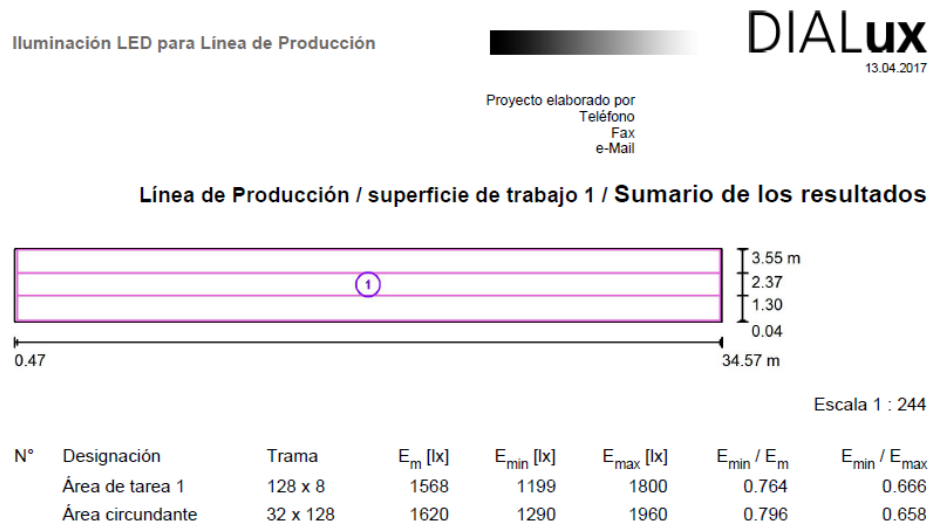 Iluminación LED para Línea de Producción
DIALux
13.04.2017
Proyecto elaborado por
Teléfono
Fax
e-Mail
Línea de Producción / superficie de trabajo 1 / Sumario de los resultados
1
3.55 m
2.37
1.30
0.04
0.47 34.57 m
Escala 1 : 244
N° Designación Trama Em [lx] Emin [lx] Emax [lx] Emin / Em Emin / Emax
Área de tarea 1 128 x 8 1568 1199 1800 0.764 0.666
Área circundante 32 x 128 1620 1290 1960 0.796 0.658